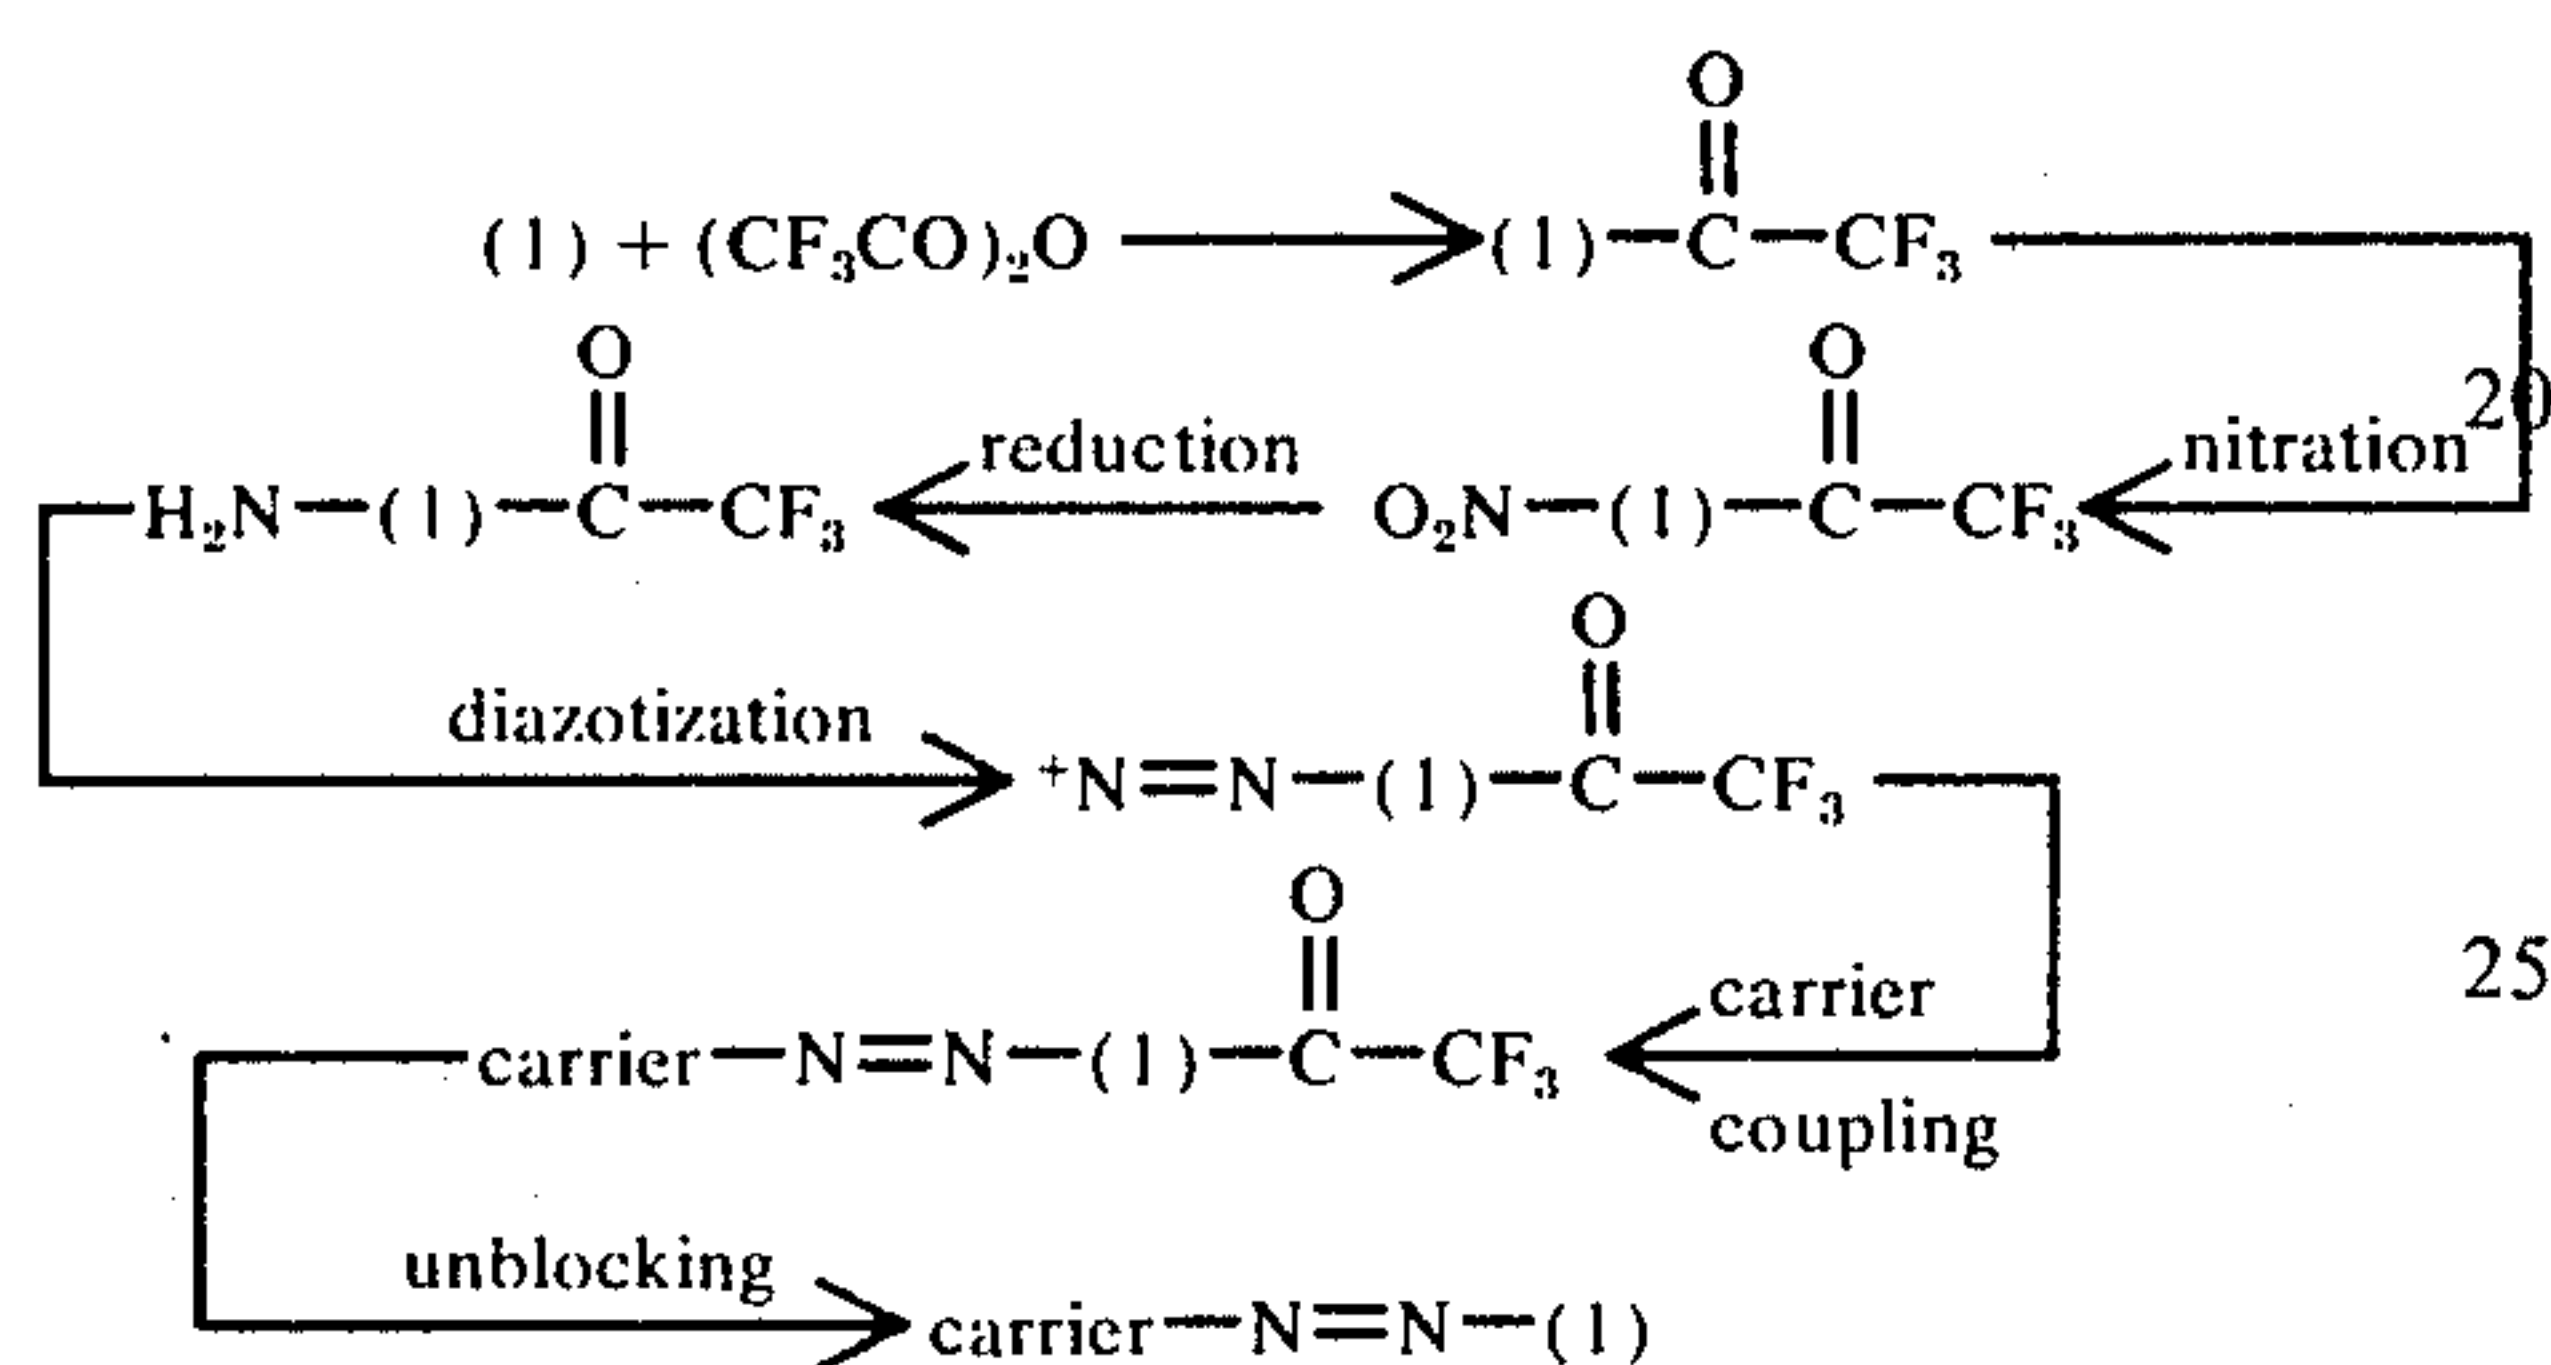 O
(1) + (CF₃CO)₂O (1)—C—CF₃
O O 20
reduction nitration
H₂N—(1)—C—CF₃ O₂N—(1)—C—CF₃
O
diazotization
⁺N=N—(1)—C—CF₃
O
carrier 25
carrier—N=N—(1)—C—CF₃
coupling
unblocking
carrier—N=N—(1)